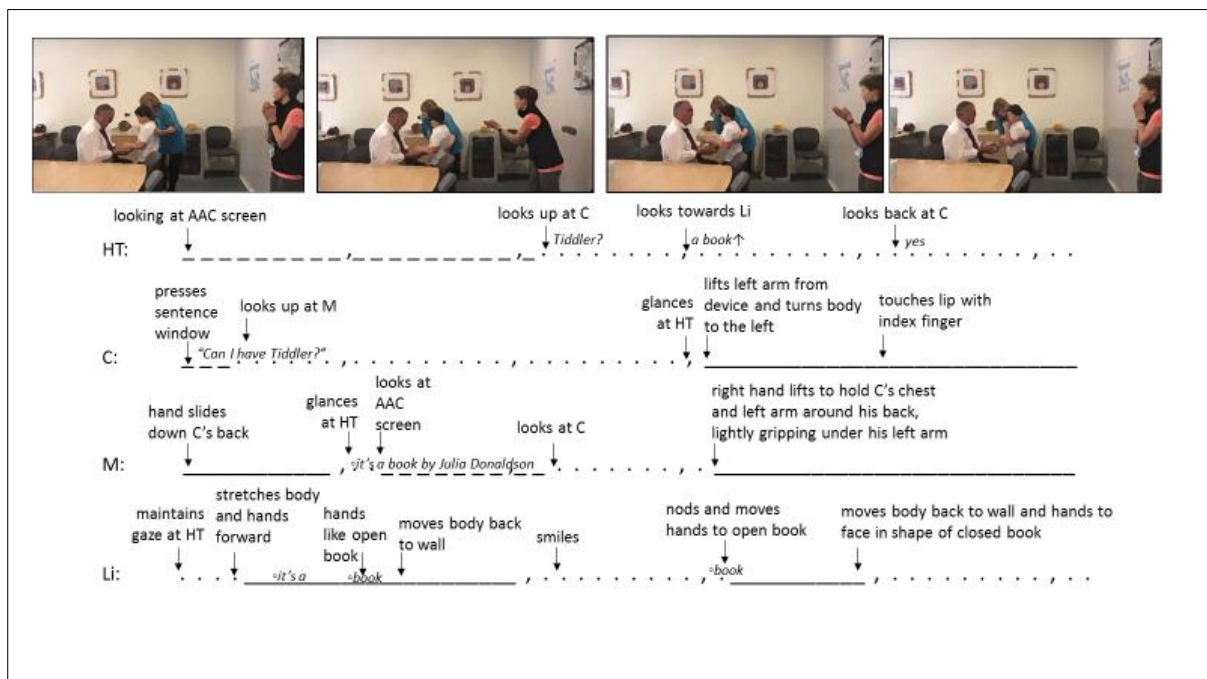 looking at AAC screen
looks up at C
looks towards Li
looks back at C
Tiddler?
a book↑
yes
HT:
presses
sentence
window
looks up at M
glances
at HT
lifts left arm from
device and turns body
to the left
touches lip with
index finger
"Can I have Tiddler?"
C:
hand slides
down C's back
glances
at HT
looks at
AAC
screen
looks at C
right hand lifts to hold C's chest
and left arm around his back,
lightly gripping under his left arm
◦it's a book by Julia Donaldson
M:
maintains
gaze at HT
stretches body
and hands
forward
hands
like open
book
moves body back
to wall
smiles
nods and moves
hands to open book
moves body back to wall and hands to
face in shape of closed book
◦it's a
◦book
◦book
Li: